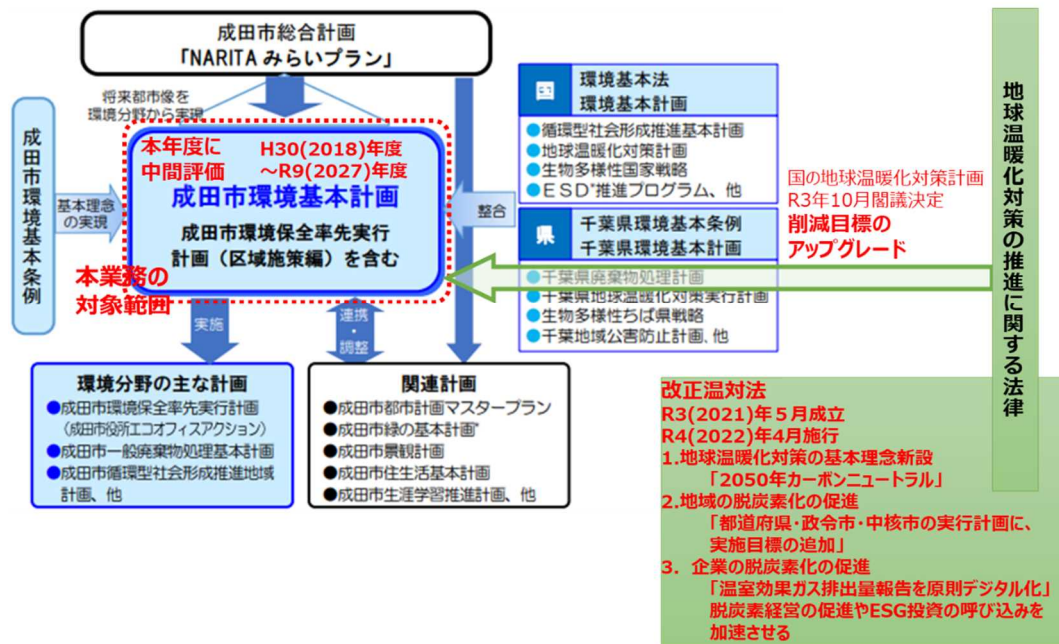 成田市総合計画
「NARITA みらいプラン」
将来都市像を
環境分野から実現
成田市環境基本条例
基本理念
の実現
本年度に
中間評価
H30(2018)年度
～R9(2027)年度
成田市環境基本計画
成田市環境保全率先実行
計画（区域施策編）を含む
本業務の
対象範囲
整合
国
環境基本法
環境基本計画
●循環型社会形成推進基本計画
●地球温暖化対策計画
●生物多様性国家戦略
●ＥＳＤ*推進プログラム、他
県
千葉県環境基本条例
千葉県環境基本計画
●千葉県廃棄物処理計画
●千葉県地球温暖化対策実行計画
●生物多様性ちば県戦略
●千葉地域公害防止計画、他
国の地球温暖化対策計画
R3年10月閣議決定
削減目標の
アップグレード
地球温暖化対策の推進に関する法律
実施
連携
・
調整
環境分野の主な計画
●成田市環境保全率先実行計画
（成田市役所エコオフィスアクション）
●成田市一般廃棄物処理基本計画
●成田市循環型社会形成推進地域
計画、他
関連計画
●成田市都市計画マスタープラン
●成田市緑の基本計画*
●成田市景観計画
●成田市住生活基本計画
●成田市生涯学習推進計画、他
改正温対法
R3(2021)年５月成立
R4(2022)年4月施行
1.地球温暖化対策の基本理念新設
「2050年カーボンニュートラル」
2.地域の脱炭素化の促進
「都道府県・政令市・中核市の実行計画に、
実施目標の追加」
3．企業の脱炭素化の促進
「温室効果ガス排出量報告を原則デジタル化」
脱炭素経営の促進やESG投資の呼び込みを
加速させる